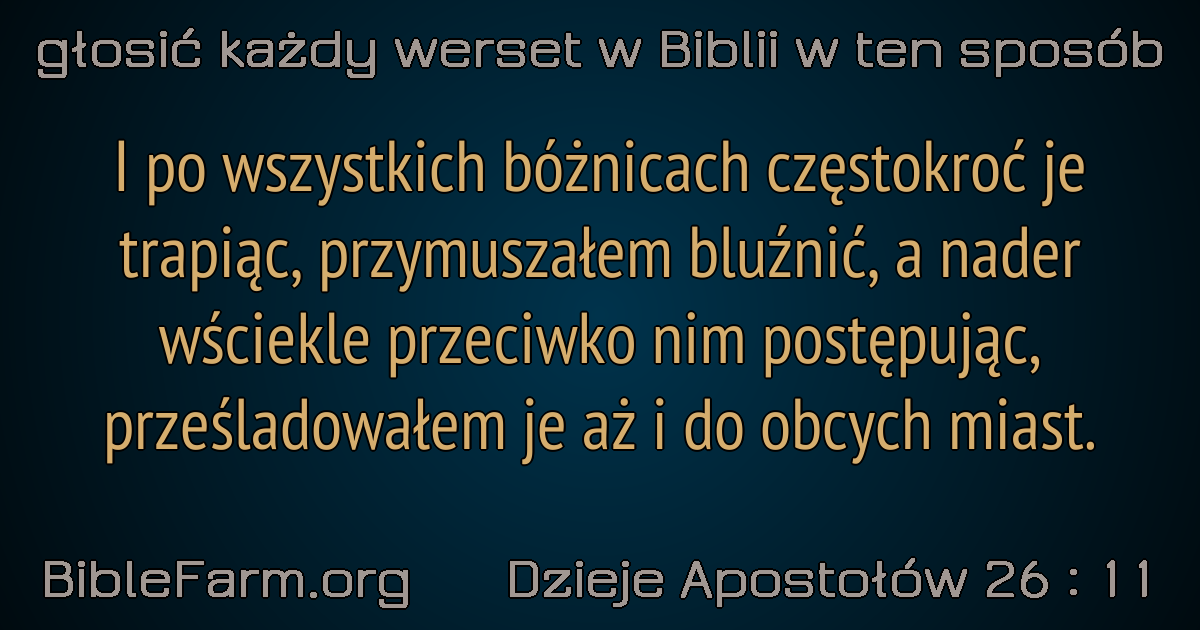 głosić każdy werset w Biblii w ten sposób
I po wszystkich bóżnicach częstokroć je
trapiąc, przymuszałem bluźnić, a nader
wściekle przeciwko nim postępując,
prześladowałem je aż i do obcych miast.
BibleFarm.org Dzieje Apostołów 26 : 11